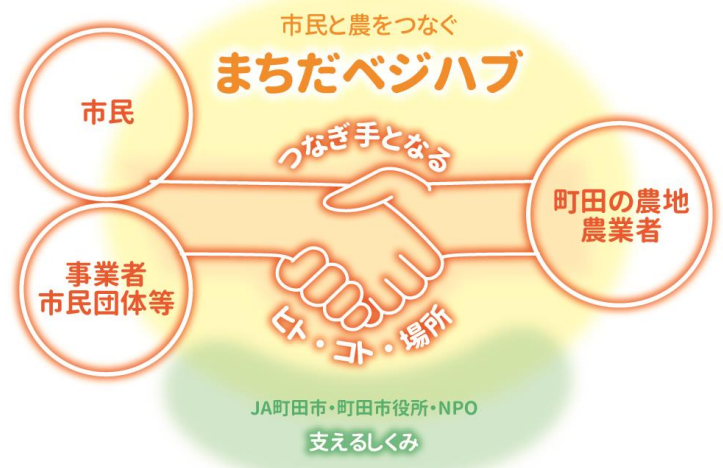 市民と農をつなぐ
まちだベジハブ
市民
つなぎ手となる
町田の農地
農業者
事業者
市民団体等
ヒト・コト・場所
JA町田市・町田市役所・NPO
支えるしくみ